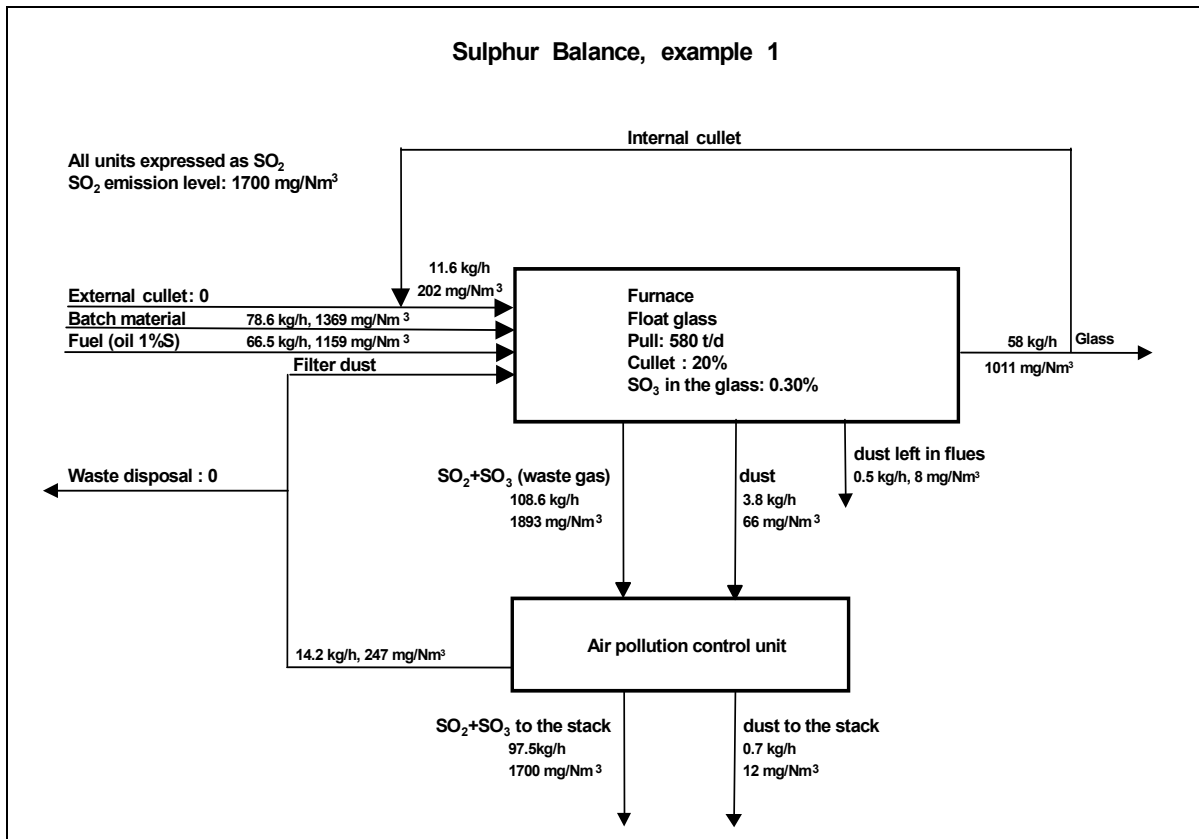 Sulphur Balance, example 1
Internal cullet
All units expressed as SO₂
SO₂ emission level: 1700 mg/Nm³
11.6 kg/h
202 mg/Nm³
External cullet: 0
Batch material 78.6 kg/h, 1369 mg/Nm³
Fuel (oil 1%S) 66.5 kg/h, 1159 mg/Nm³
Filter dust
Furnace
Float glass
Pull: 580 t/d
Cullet : 20%
SO₃ in the glass: 0.30%
58 kg/h Glass
1011 mg/Nm³
Waste disposal : 0
SO₂+SO₃ (waste gas)
108.6 kg/h
1893 mg/Nm³
dust
3.8 kg/h
66 mg/Nm³
dust left in flues
0.5 kg/h, 8 mg/Nm³
Air pollution control unit
14.2 kg/h, 247 mg/Nm³
SO₂+SO₃ to the stack
97.5kg/h
1700 mg/Nm³
dust to the stack
0.7 kg/h
12 mg/Nm³